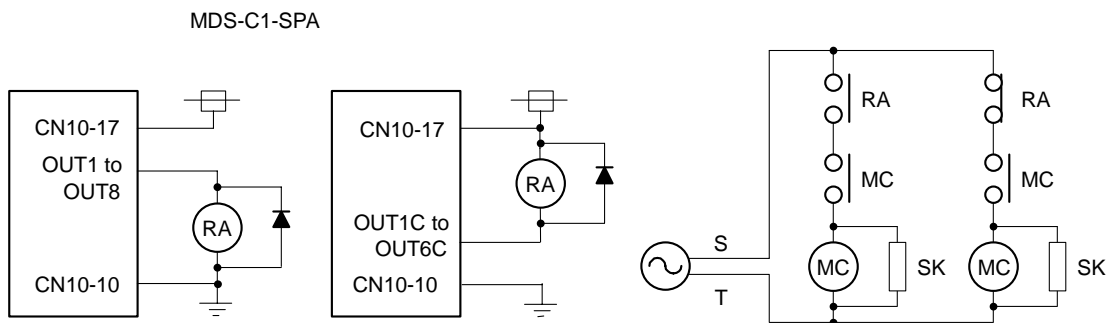 MDS-C1-SPA
CN10-17
OUT1 to
OUT8
RA
CN10-10
CN10-17
RA
OUT1C to
OUT6C
CN10-10
RA
RA
MC
MC
S
T
MC
SK
MC
SK